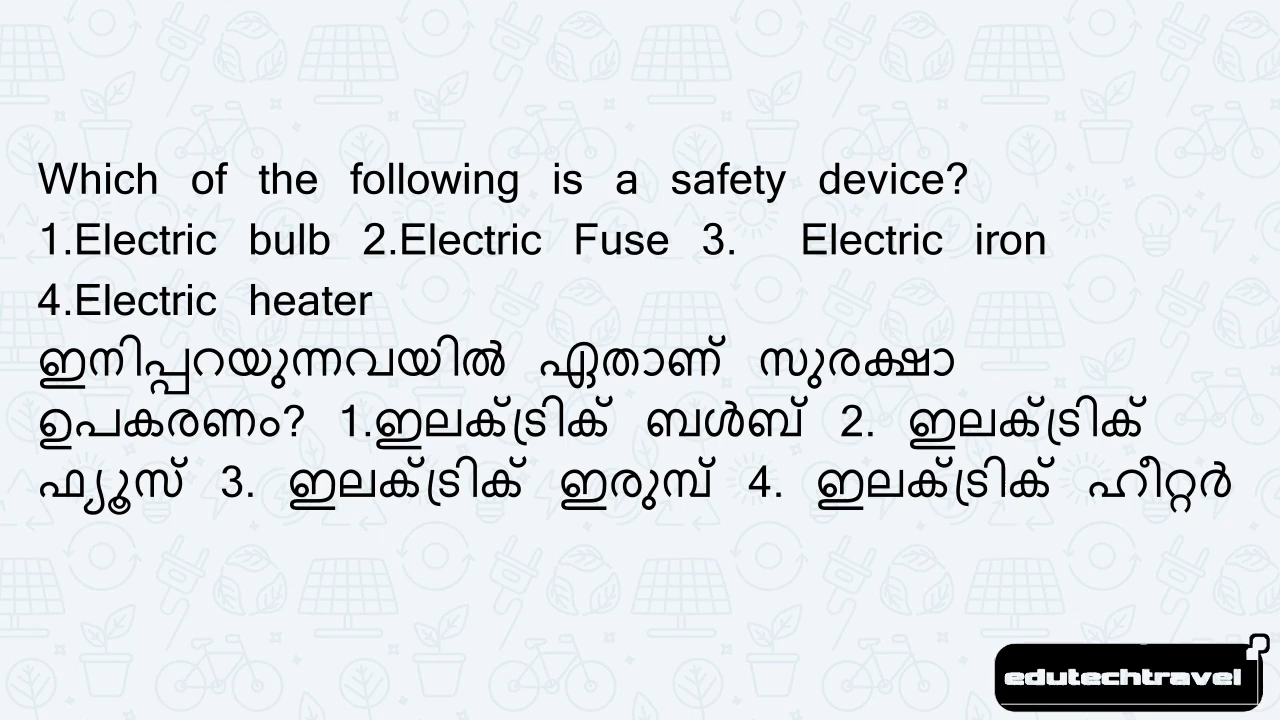 Which of the following is a safety device?
1.Electric bulb 2.Electric Fuse 3. Electric iron
4.Electric heater
ഇനിപ്പറയുന്നവയിൽ ഏതാണ് സുരക്ഷാ
ഉപകരണം? 1.ഇലക്ട്രിക് ബൾബ് 2. ഇലക്ട്രിക്
ഫ്യൂസ് 3. ഇലക്ട്രിക് ഇരുമ്പ് 4. ഇലക്ട്രിക് ഹീറ്റർ
edutechtravel